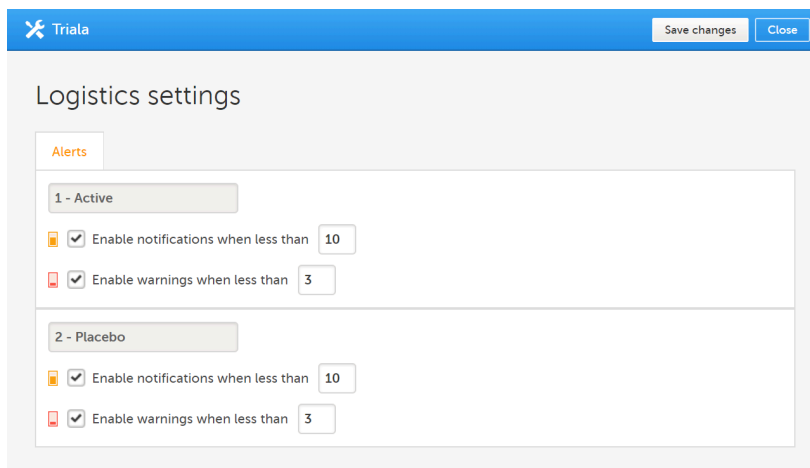 Triala
Save changes
Close
Logistics settings
Alerts
1 - Active
Enable notifications when less than 10
Enable warnings when less than 3
2 - Placebo
Enable notifications when less than 10
Enable warnings when less than 3